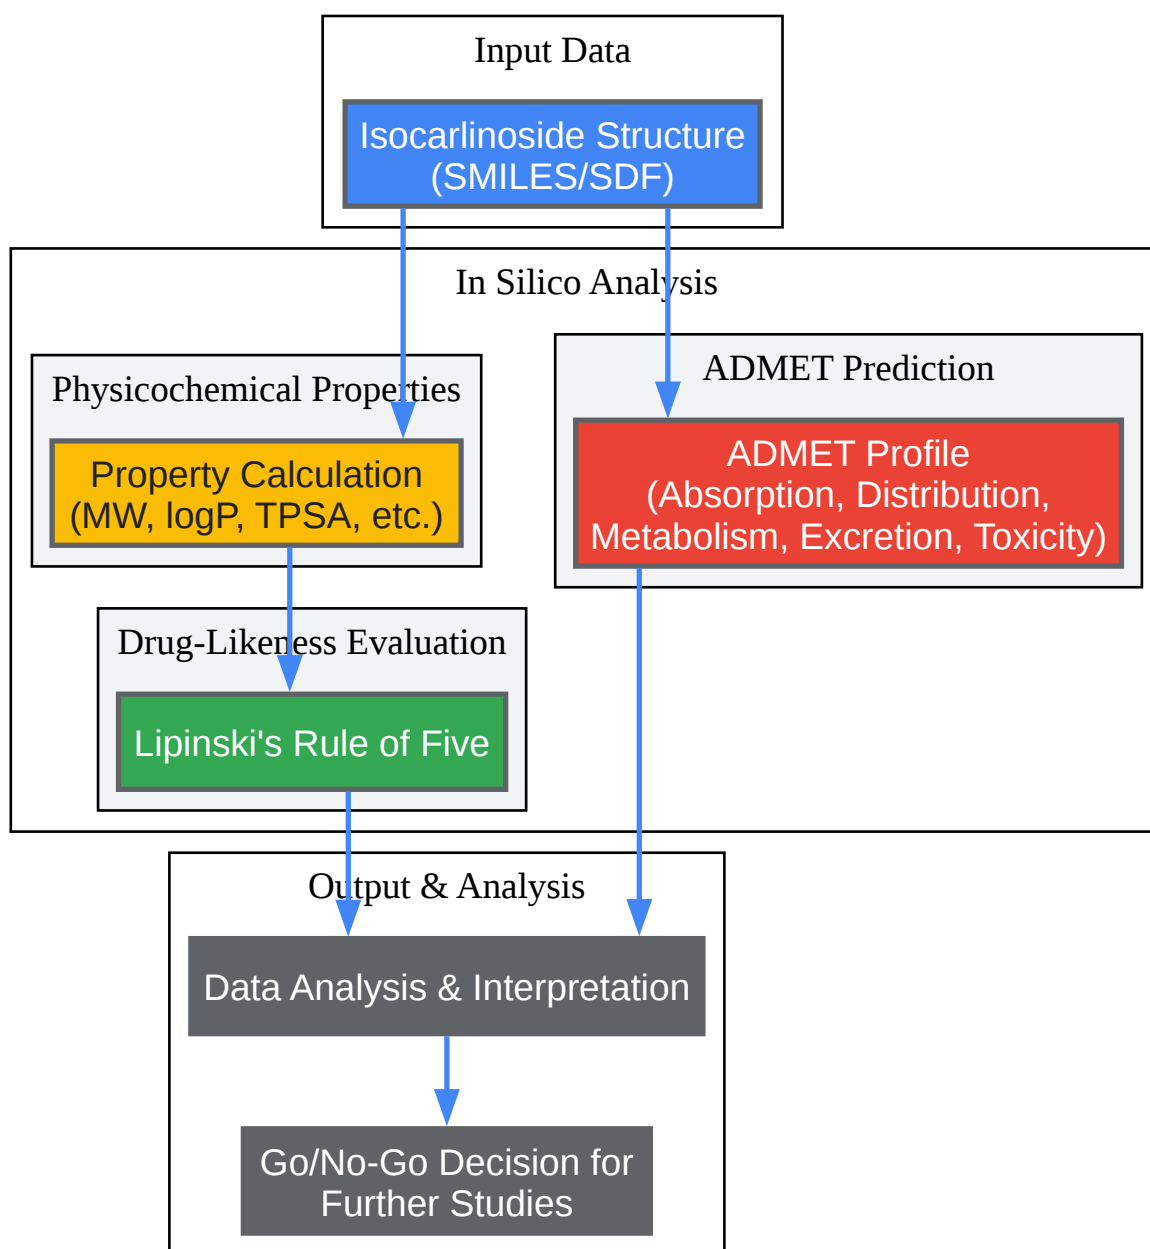 Input Data
Isocarlinoside Structure
(SMILES/SDF)
In Silico Analysis
Physicochemical Properties
Property Calculation
(MW, logP, TPSA, etc.)
ADMET Prediction
ADMET Profile
(Absorption, Distribution,
Metabolism, Excretion, Toxicity)
Drug-Likeness Evaluation
Lipinski's Rule of Five
Output & Analysis
Data Analysis & Interpretation
Go/No-Go Decision for
Further Studies